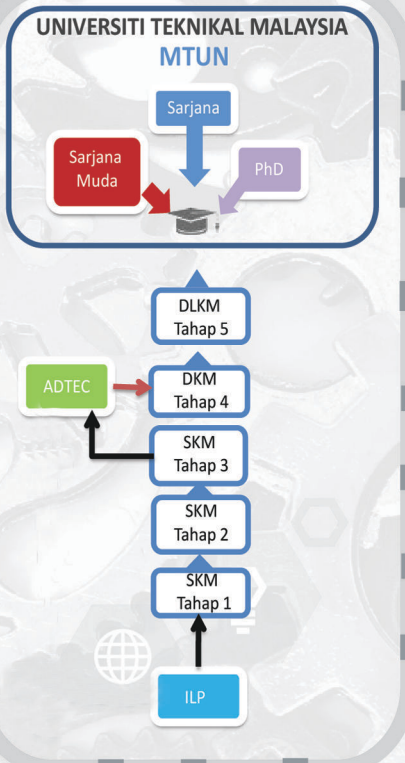 UNIVERSITI TEKNIKAL MALAYSIA
MTUN
Sarjana
Sarjana
Muda
PhD
DLKM
Tahap 5
ADTEC
DKM
Tahap 4
SKM
Tahap 3
SKM
Tahap 2
SKM
Tahap 1
ILP